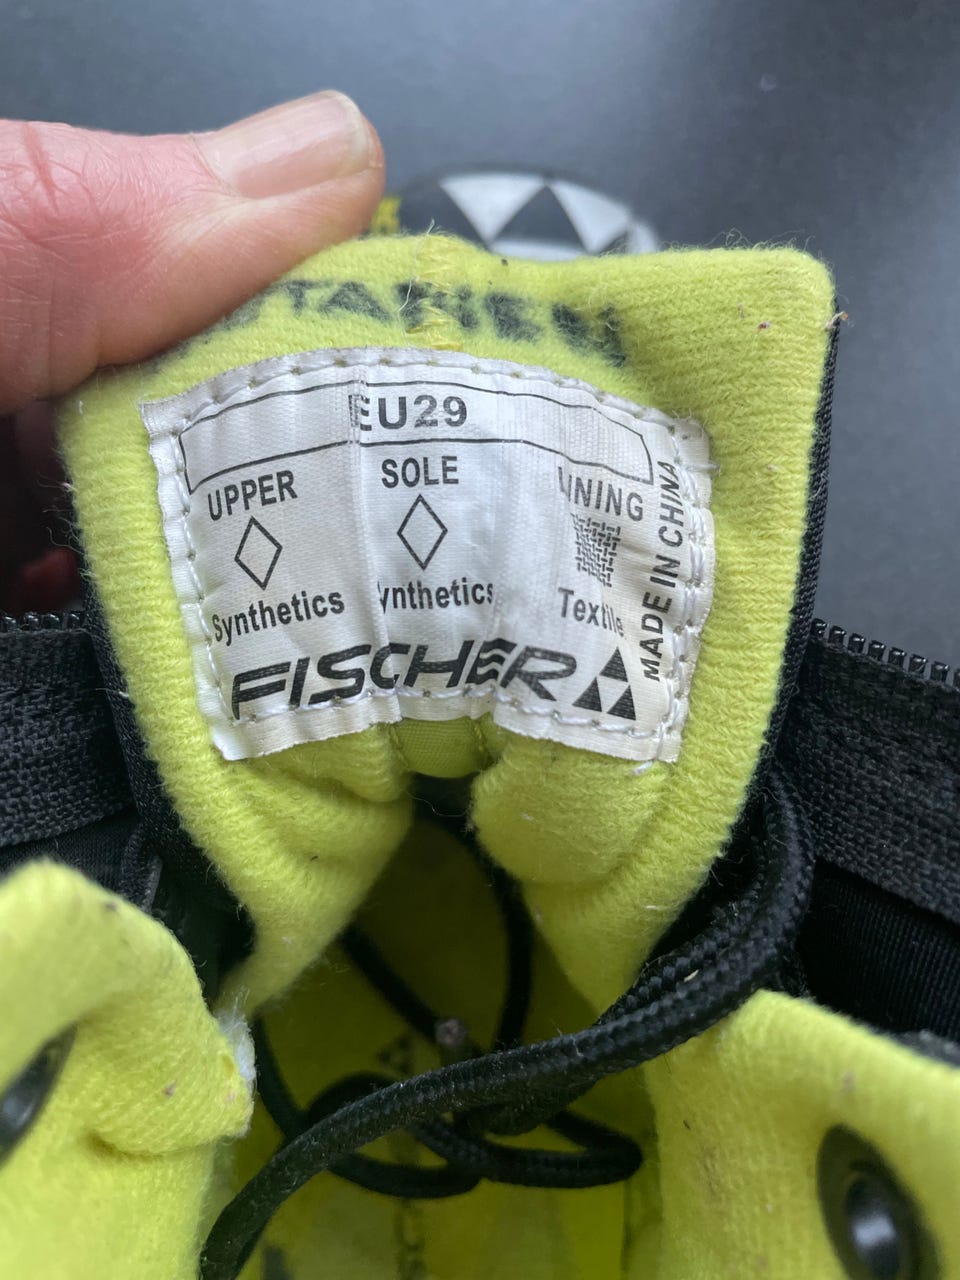 EU29
UPPER SOLE LINING
Synthetics Synthetics Textile
FISCHER
MADE IN CHINA